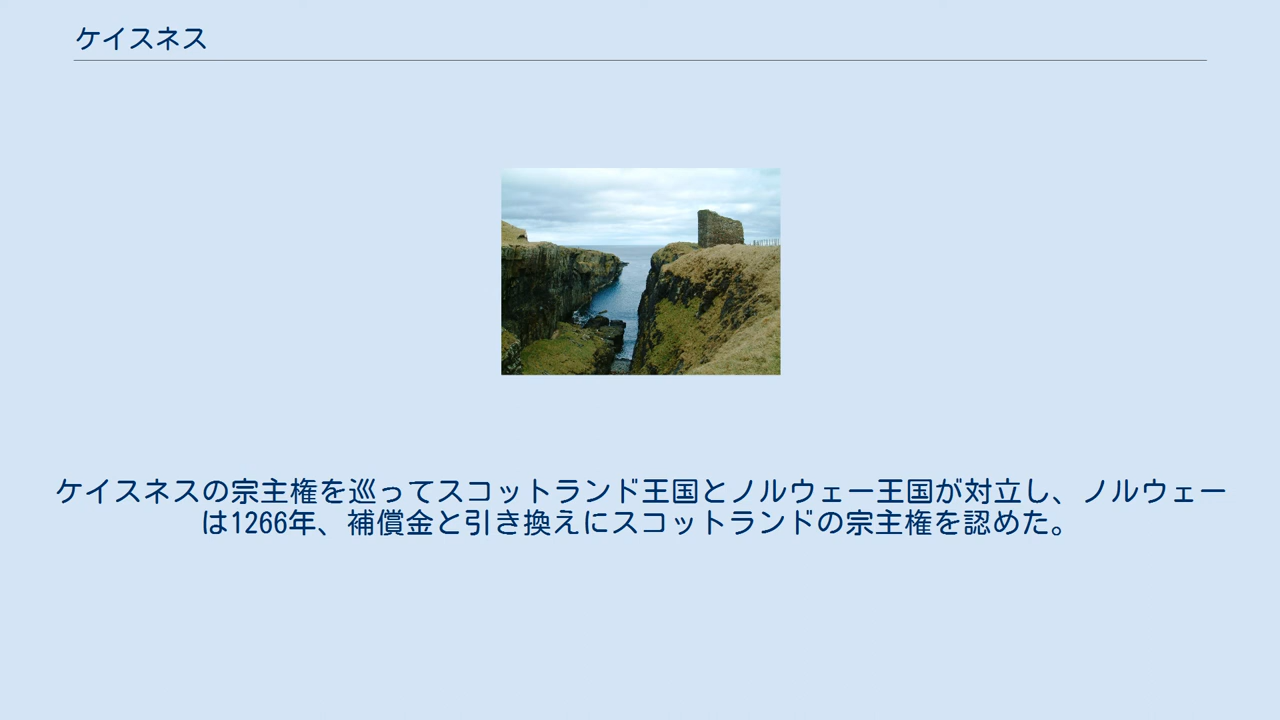 ケイスネス
ケイスネスの宗主権を巡ってスコットランド王国とノルウェー王国が対立し、ノルウェー
は1266年、補償金と引き換えにスコットランドの宗主権を認めた。